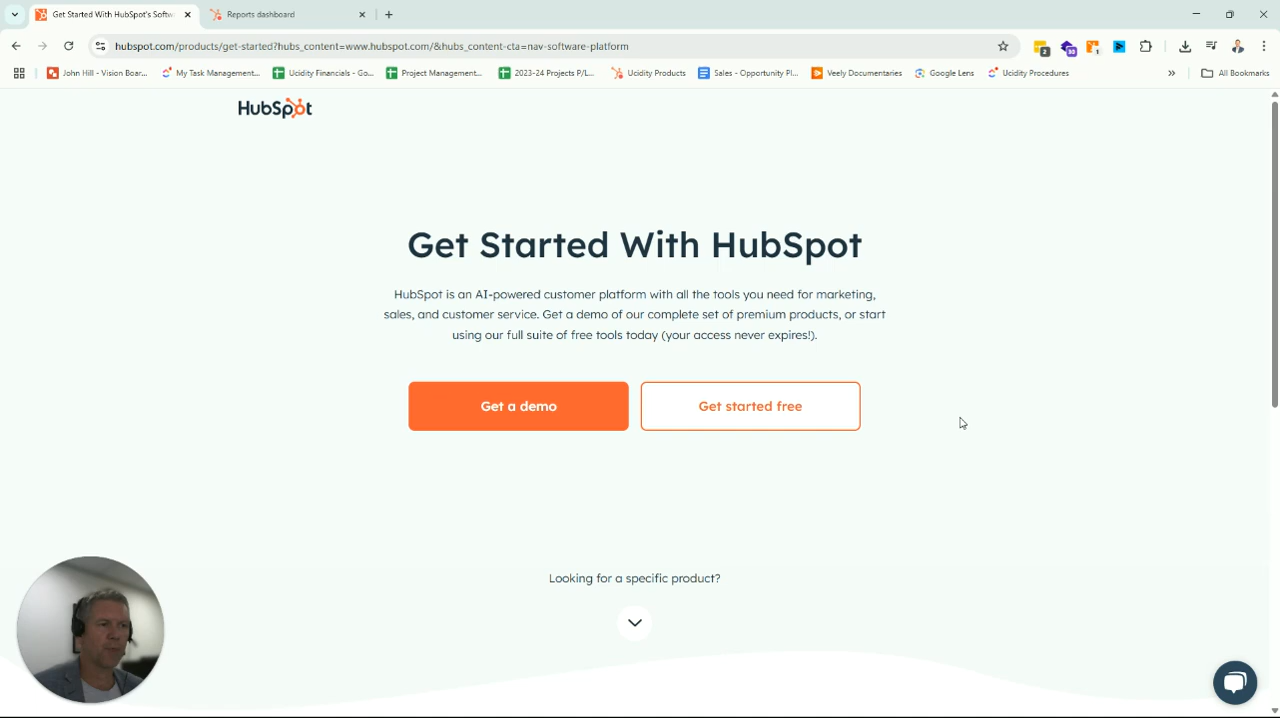 Get Started With HubSpot's Softw
Reports dashboard
hubspot.com/products/get-started?hubs_content=www.hubspot.com/&hubs_content-cta=nav-software-platform
2
1
John Hill - Vision Boar...
My Task Management...
Ucidity Financials - Go...
Project Management...
2023-24 Projects P/L...
Ucidity Products
Sales - Opportunity Pl...
Veely Documentaries
Google Lens
Ucidity Procedures
»
All Bookmarks
HubSpot
Get Started With HubSpot
HubSpot is an AI-powered customer platform with all the tools you need for marketing,
sales, and customer service. Get a demo of our complete set of premium products, or start
using our full suite of free tools today (your access never expires!).
Get a demo
Get started free
Looking for a specific product?